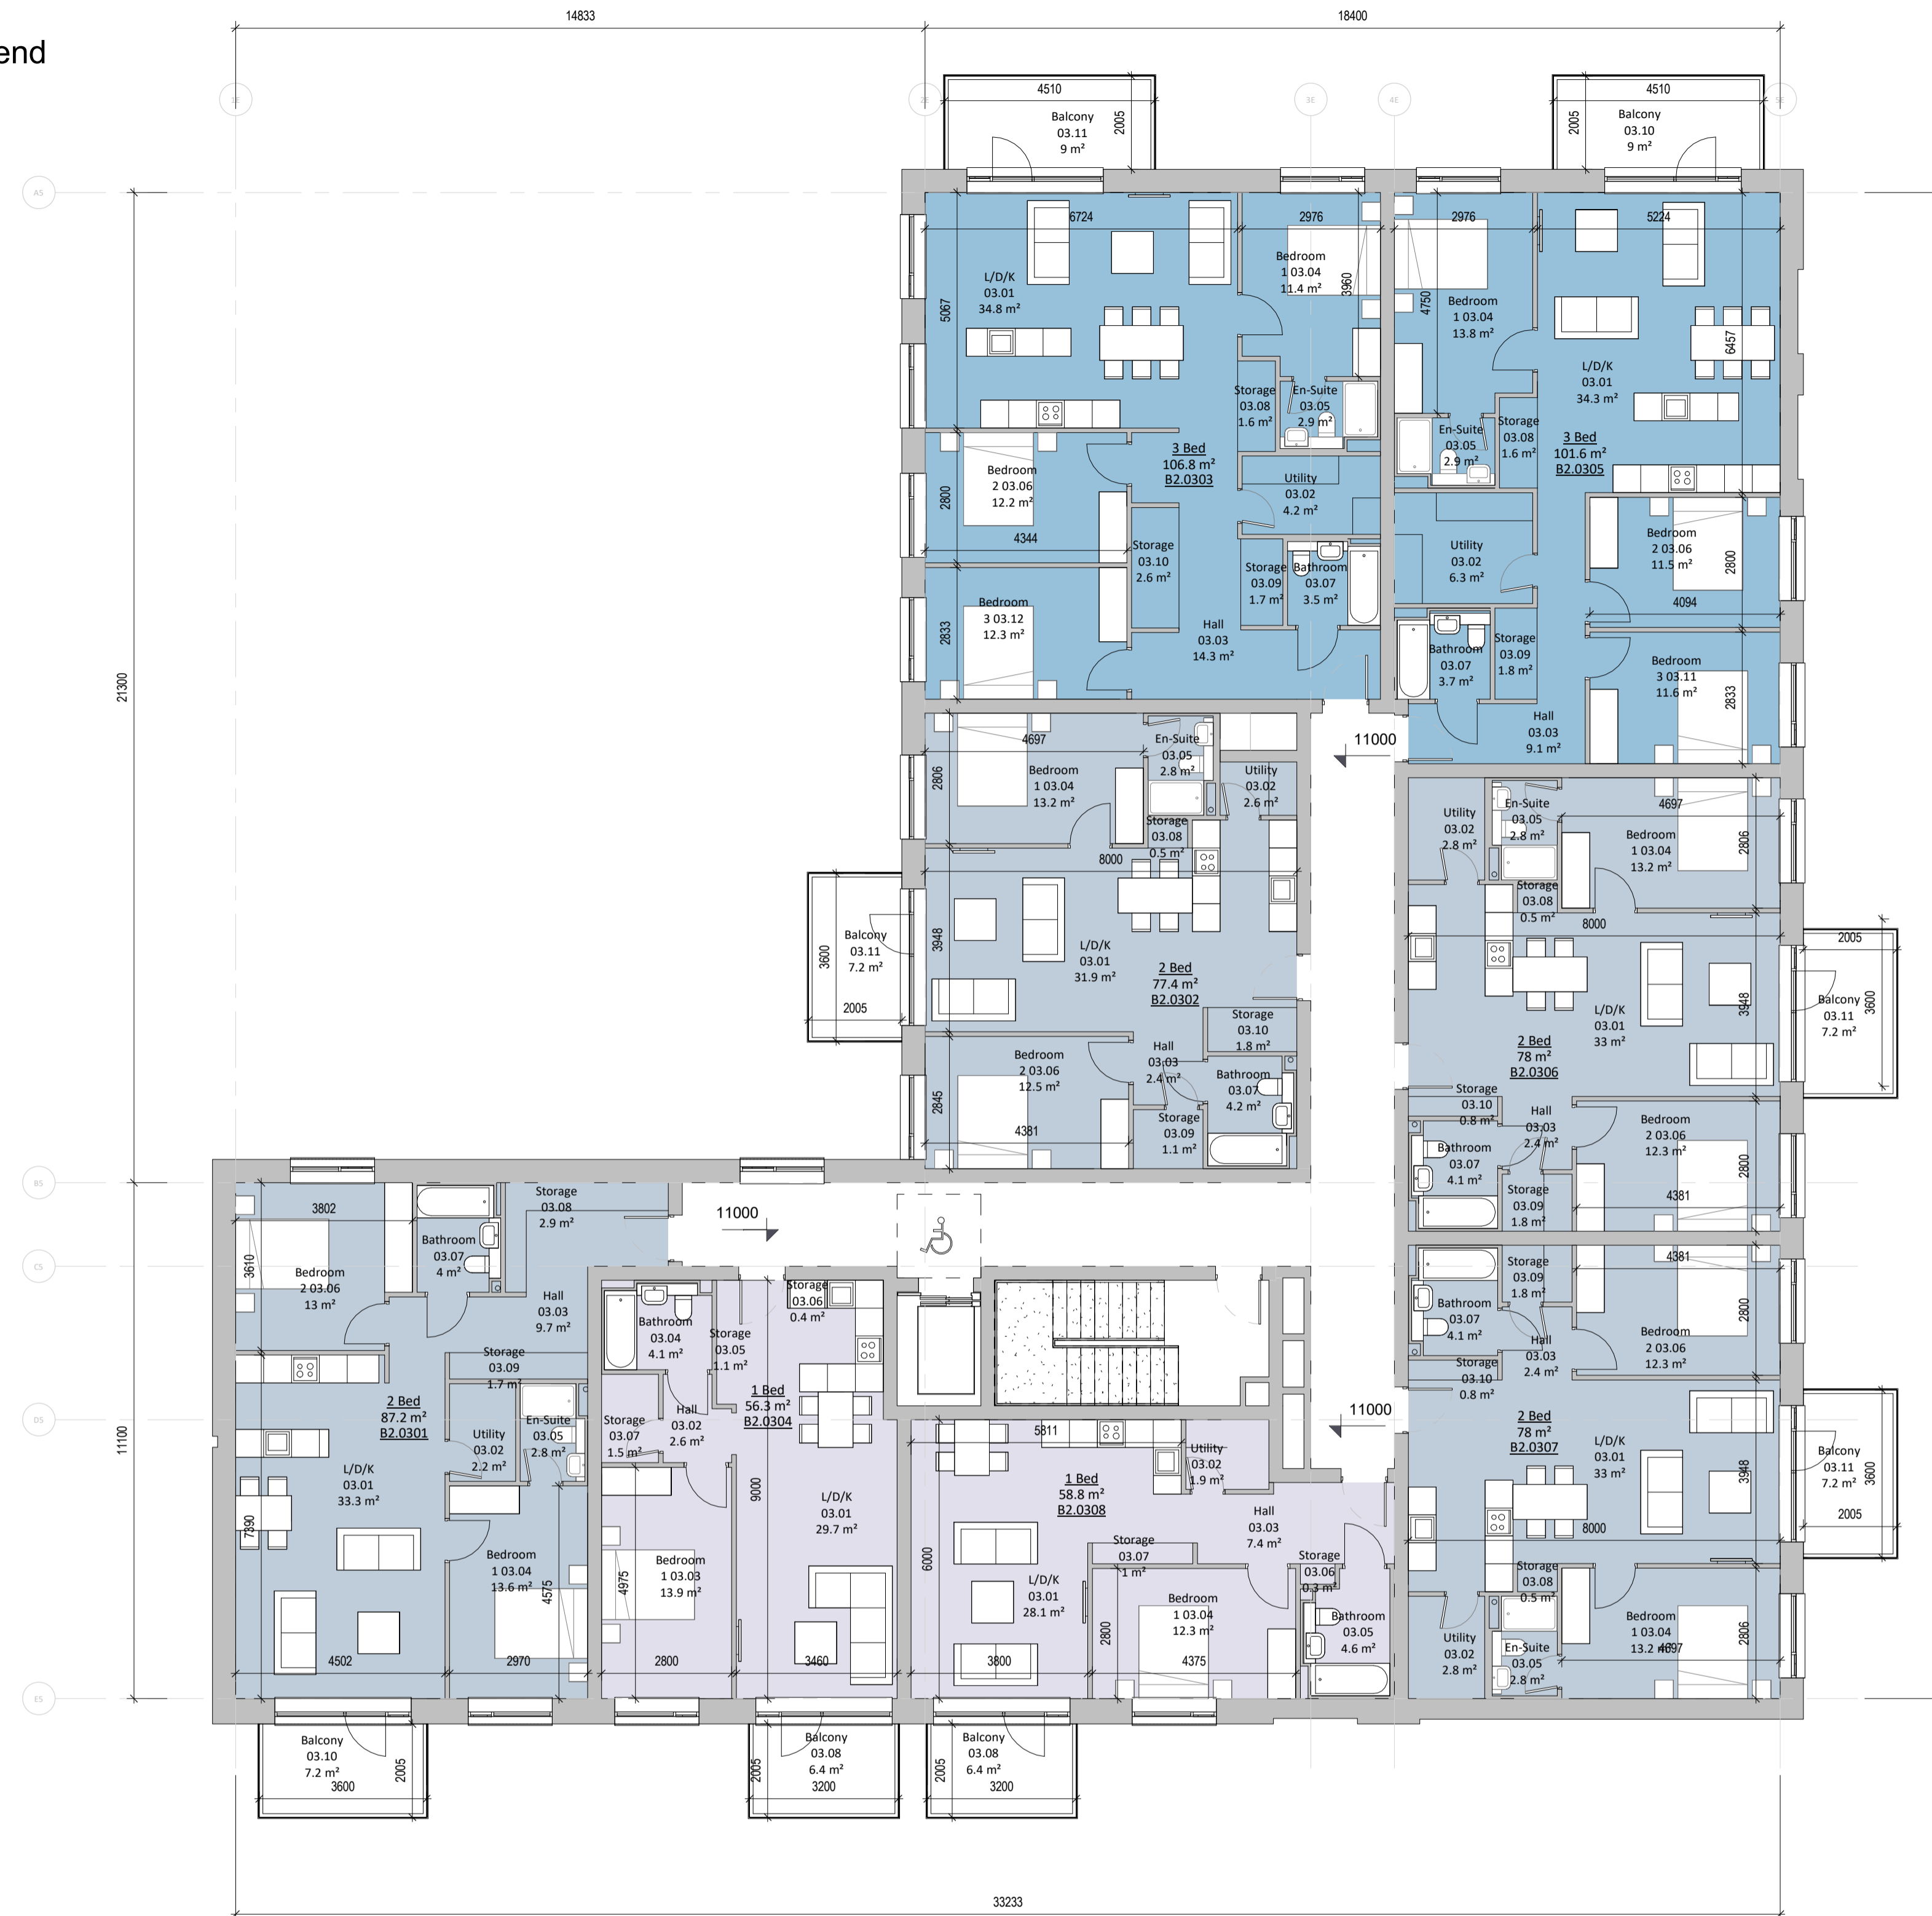 end
14833
18400
1E
2E
3E
4E
5E
4510
Balcony
03.11
9 m²
2005
4510
Balcony
03.10
9 m²
2005
A5
6724
2976
2976
5224
L/D/K
03.01
34.8 m²
5067
Bedroom
1 03.04
11.4 m²
3960
4750
Bedroom
1 03.04
13.8 m²
6457
L/D/K
03.01
34.3 m²
Storage
03.08
1.6 m²
En-Suite
03.05
2.9 m²
En-Suite
03.05
2.9 m²
Storage
03.08
1.6 m²
3 Bed
106.8 m²
B2.0303
3 Bed
101.6 m²
B2.0305
Bedroom
2 03.06
12.2 m²
2800
4344
Utility
03.02
4.2 m²
Storage
03.10
2.6 m²
Storage
03.09
1.7 m²
Bathroom
03.07
3.5 m²
Utility
03.02
6.3 m²
Bedroom
2 03.06
11.5 m²
2800
4094
Bedroom
3 03.12
12.3 m²
2833
Hall
03.03
14.3 m²
Bathroom
03.07
3.7 m²
Storage
03.09
1.8 m²
Bedroom
3 03.11
11.6 m²
2833
Hall
03.03
9.1 m²
21300
11000
4697
2806
Bedroom
1 03.04
13.2 m²
En-Suite
03.05
2.8 m²
Utility
03.02
2.6 m²
Storage
03.08
0.5 m²
8000
Utility
03.02
2.8 m²
En-Suite
03.05
2.8 m²
4697
Bedroom
1 03.04
13.2 m²
2806
Storage
03.08
0.5 m²
8000
Balcony
03.11
7.2 m²
3600
2005
3948
L/D/K
03.01
31.9 m²
2 Bed
77.4 m²
B2.0302
Storage
03.10
1.8 m²
2005
Balcony
03.11
7.2 m²
3600
3948
L/D/K
03.01
33 m²
2 Bed
78 m²
B2.0306
Bedroom
2 03.06
12.5 m²
2845
4381
Hall
03.03
2.4 m²
Bathroom
03.07
4.2 m²
Storage
03.09
1.1 m²
Storage
03.10
0.8 m²
Hall
03.03
2.4 m²
Bathroom
03.07
4.1 m²
Storage
03.09
1.8 m²
Bedroom
2 03.06
12.3 m²
2800
4381
B5
3802
3610
Bedroom
2 03.06
13 m²
Bathroom
03.07
4 m²
Storage
03.08
2.9 m²
11000
C5
Hall
03.03
9.7 m²
Storage
03.09
1.7 m²
Bathroom
03.04
4.1 m²
Storage
03.05
1.1 m²
Storage
03.06
0.4 m²
4381
Storage
03.09
1.8 m²
Bathroom
03.07
4.1 m²
Hall
03.03
2.4 m²
Storage
03.10
0.8 m²
2800
Bedroom
2 03.06
12.3 m²
11100
D5
2 Bed
87.2 m²
B2.0301
Utility
03.02
2.2 m²
En-Suite
03.05
2.8 m²
Storage
03.07
1.5 m²
Hall
03.02
2.6 m²
1 Bed
56.3 m²
B2.0304
5811
11000
Utility
03.02
1.9 m²
1 Bed
58.8 m²
B2.0308
2 Bed
78 m²
B2.0307
L/D/K
03.01
33 m²
3948
Balcony
03.11
7.2 m²
3600
2005
L/D/K
03.01
33.3 m²
7390
9000
L/D/K
03.01
29.7 m²
Hall
03.03
7.4 m²
8000
Bedroom
1 03.04
13.6 m²
4575
Bedroom
1 03.03
13.9 m²
4975
6000
L/D/K
03.01
28.1 m²
Storage
03.07
1 m²
Storage
03.06
0.3 m²
Bedroom
1 03.04
12.3 m²
2800
Bathroom
03.05
4.6 m²
Storage
03.08
0.5 m²
Utility
03.02
2.8 m²
En-Suite
03.05
2.8 m²
Bedroom
1 03.04
13.2 m²
4697
2806
4502
2970
2800
3460
3800
4375
E5
Balcony
03.10
7.2 m²
3600
2005
2005
Balcony
03.08
6.4 m²
3200
2005
Balcony
03.08
6.4 m²
3200
33233